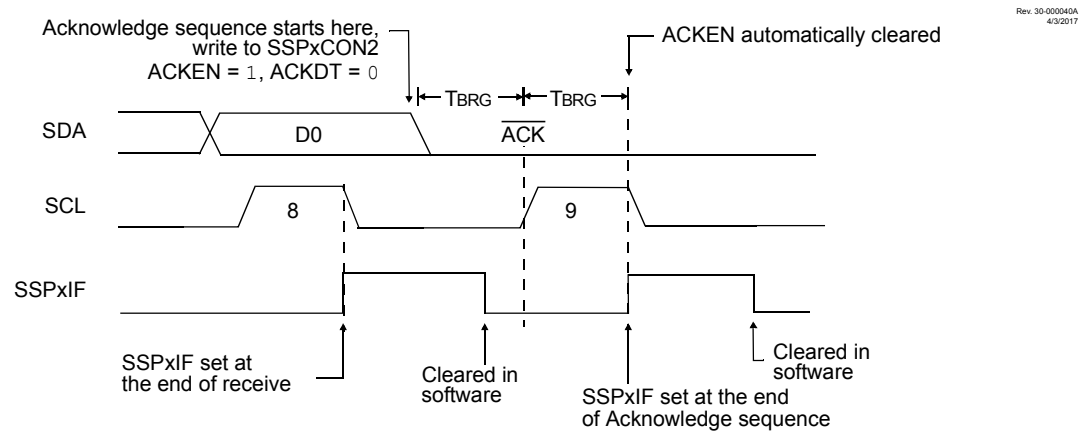 Rev. 30-000040A
4/3/2017
Acknowledge sequence starts here,
write to SSPxCON2
ACKEN = 1, ACKDT = 0
ACKEN automatically cleared
TBRG
TBRG
SDA
D0
ACK
SCL
8
9
SSPxIF
SSPxIF set at
the end of receive
Cleared in
software
SSPxIF set at the end
of Acknowledge sequence
Cleared in
software